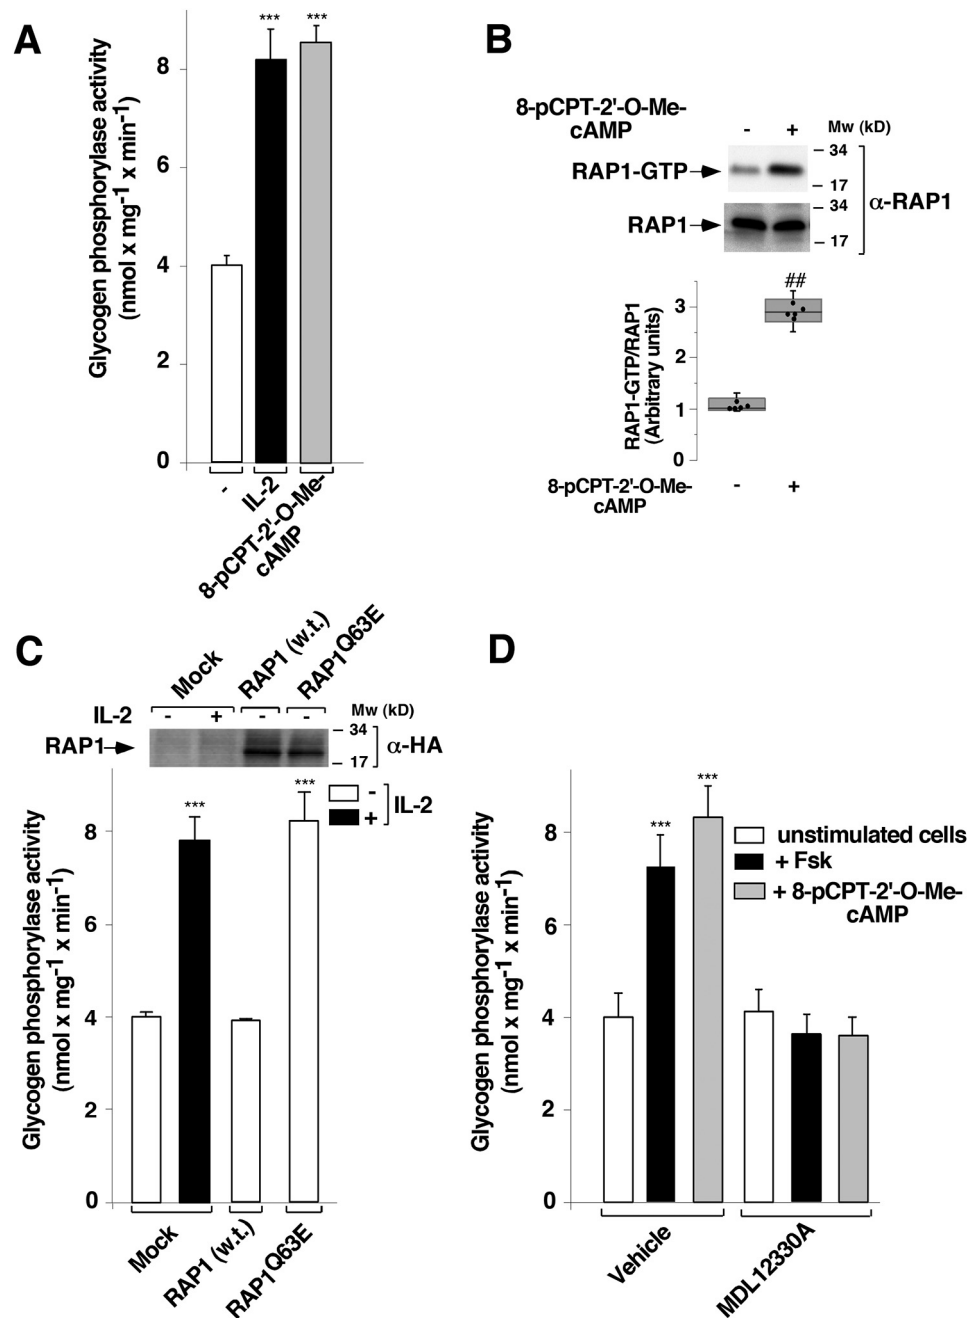 A
Glycogen phosphorylase activity
(nmol x mg-1 x min-1)
8
6
4
2
0
***
***
-
IL-2
8-pCPT-2'-O-Me-
cAMP
B
8-pCPT-2'-O-Me-
cAMP
- + Mw (kD)
RAP1-GTP
34
17
RAP1
34
17
α-RAP1
RAP1-GTP/RAP1
(Arbitrary units)
3
2
1
0
##
8-pCPT-2'-O-Me-
cAMP
- +
C
Mock RAP1 (w.t.) RAP1Q63E
IL-2 - + - - Mw (kD)
RAP1
34
17
α-HA
Glycogen phosphorylase activity
(nmol x mg-1 x min-1)
8
6
4
2
0
***
***
-
+
IL-2
Mock RAP1 (w.t.) RAP1Q63E
D
Glycogen phosphorylase activity
(nmol x mg-1 x min-1)
8
6
4
2
0
***
***
unstimulated cells
+ Fsk
+ 8-pCPT-2'-O-Me-
cAMP
Vehicle MDL12330A